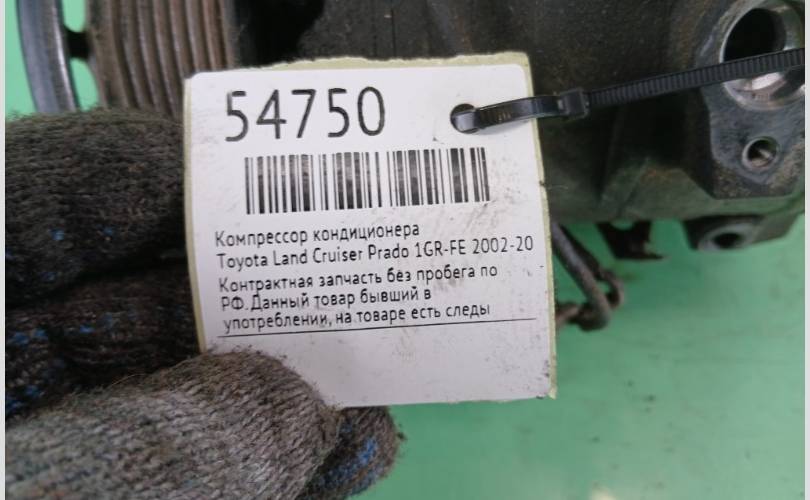 54750
Компрессор кондиционера
Toyota Land Cruiser Prado 1GR-FE 2002-20
Контрактная запчасть без пробега по
РФ. Данный товар бывший в
употреблении, на товаре есть следы